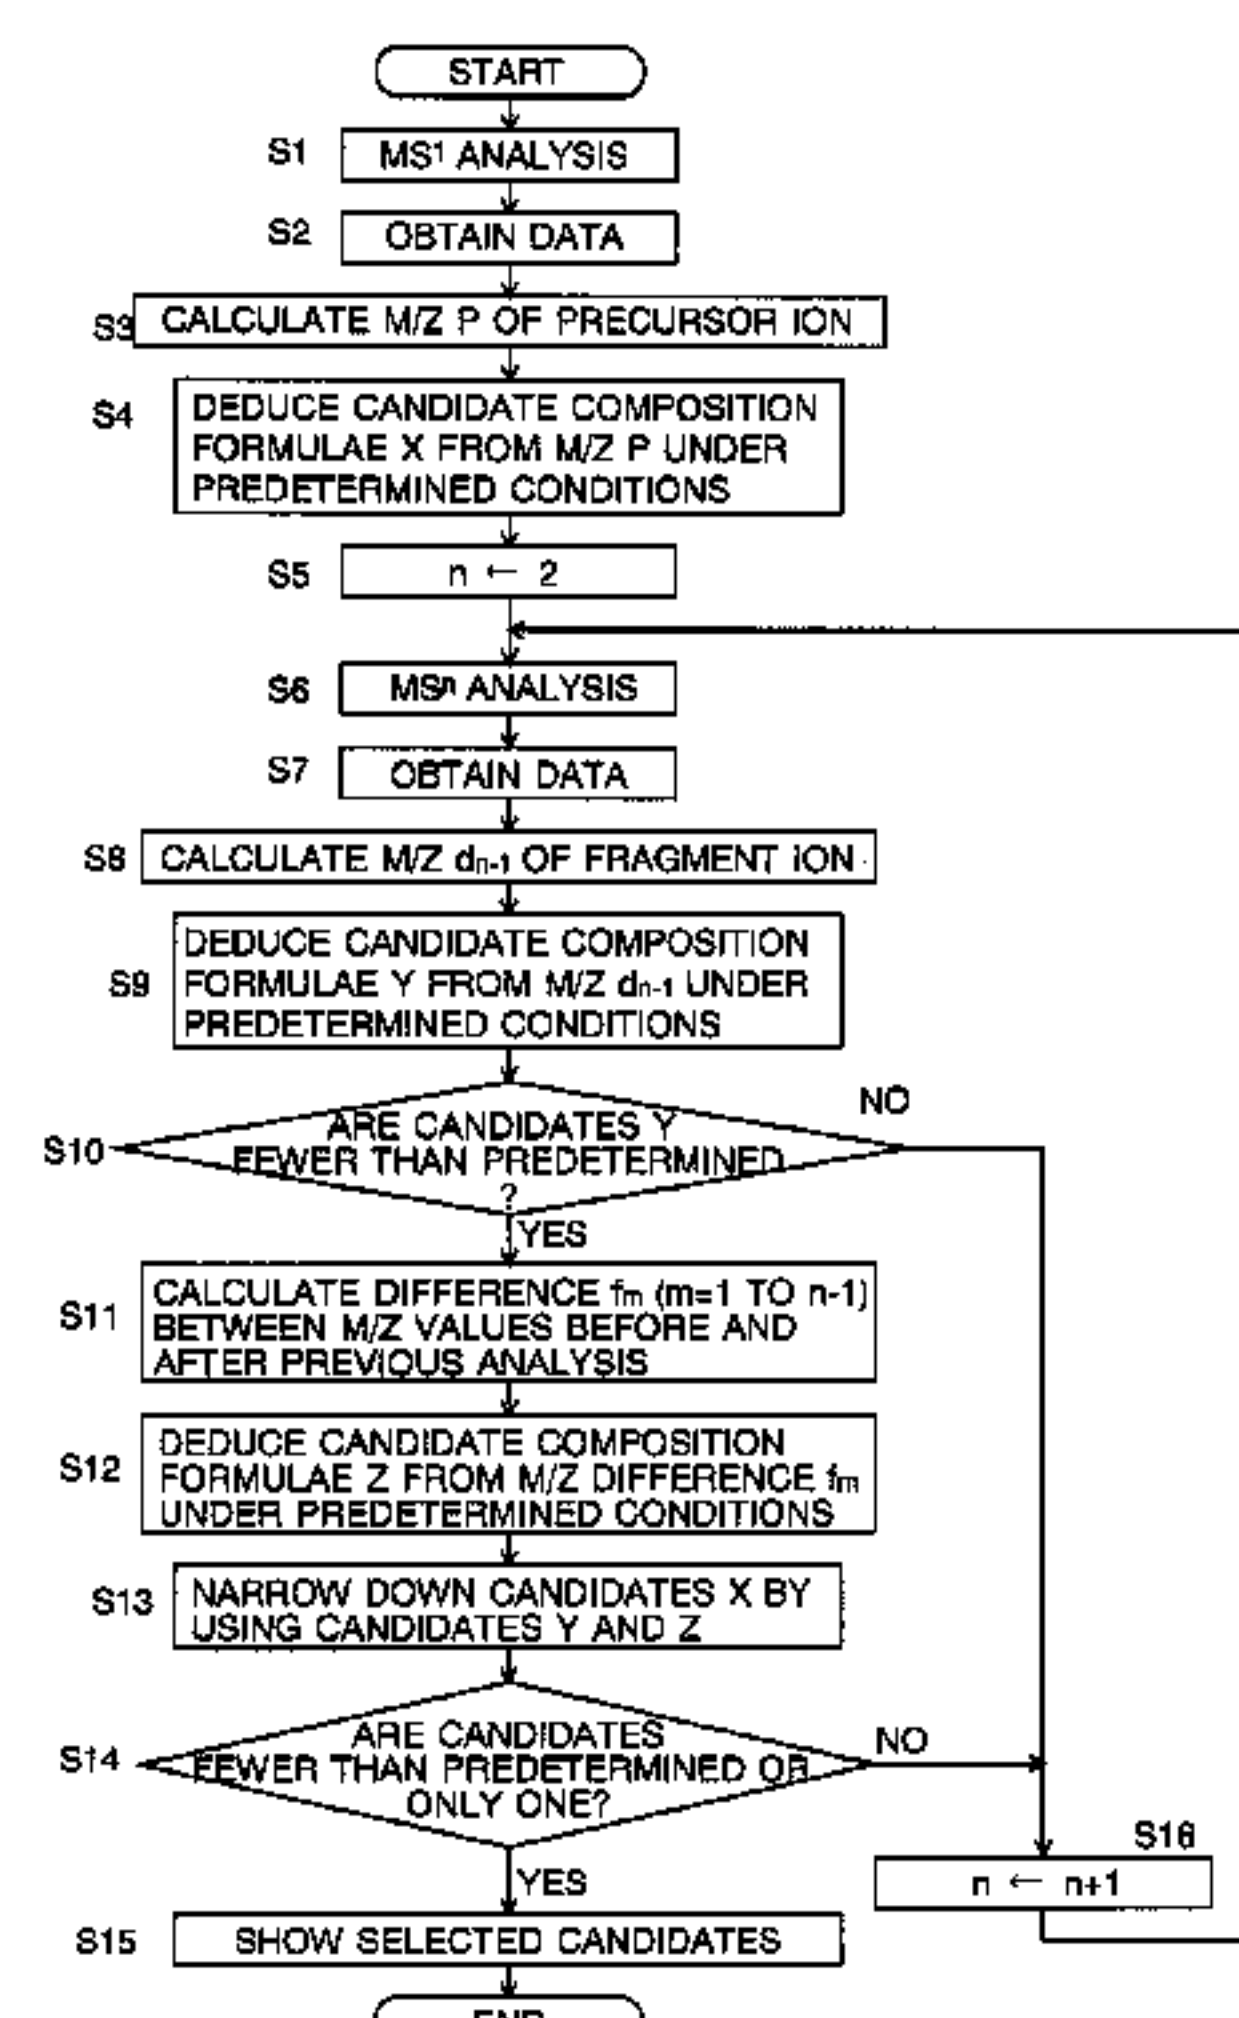 START
S1
MS¹ ANALYSIS
S2
OBTAIN DATA
S3
CALCULATE M/Z P OF PRECURSOR ION
S4
DEDUCE CANDIDATE COMPOSITION
FORMULAE X FROM M/Z P UNDER
PREDETERMINED CONDITIONS
S5
n ← 2
S6
MSⁿ ANALYSIS
S7
OBTAIN DATA
S8
CALCULATE M/Z dn-1 OF FRAGMENT ION
S9
DEDUCE CANDIDATE COMPOSITION
FORMULAE Y FROM M/Z dn-1 UNDER
PREDETERMINED CONDITIONS
NO
S10
ARE CANDIDATES Y
FEWER THAN PREDETERMINED
?
YES
S11
CALCULATE DIFFERENCE fm (m=1 TO n-1)
BETWEEN M/Z VALUES BEFORE AND
AFTER PREVIOUS ANALYSIS
S12
DEDUCE CANDIDATE COMPOSITION
FORMULAE Z FROM M/Z DIFFERENCE fm
UNDER PREDETERMINED CONDITIONS
S13
NARROW DOWN CANDIDATES X BY
USING CANDIDATES Y AND Z
S14
ARE CANDIDATES
FEWER THAN PREDETERMINED OR
ONLY ONE?
NO
S16
n ← n+1
YES
S15
SHOW SELECTED CANDIDATES
END